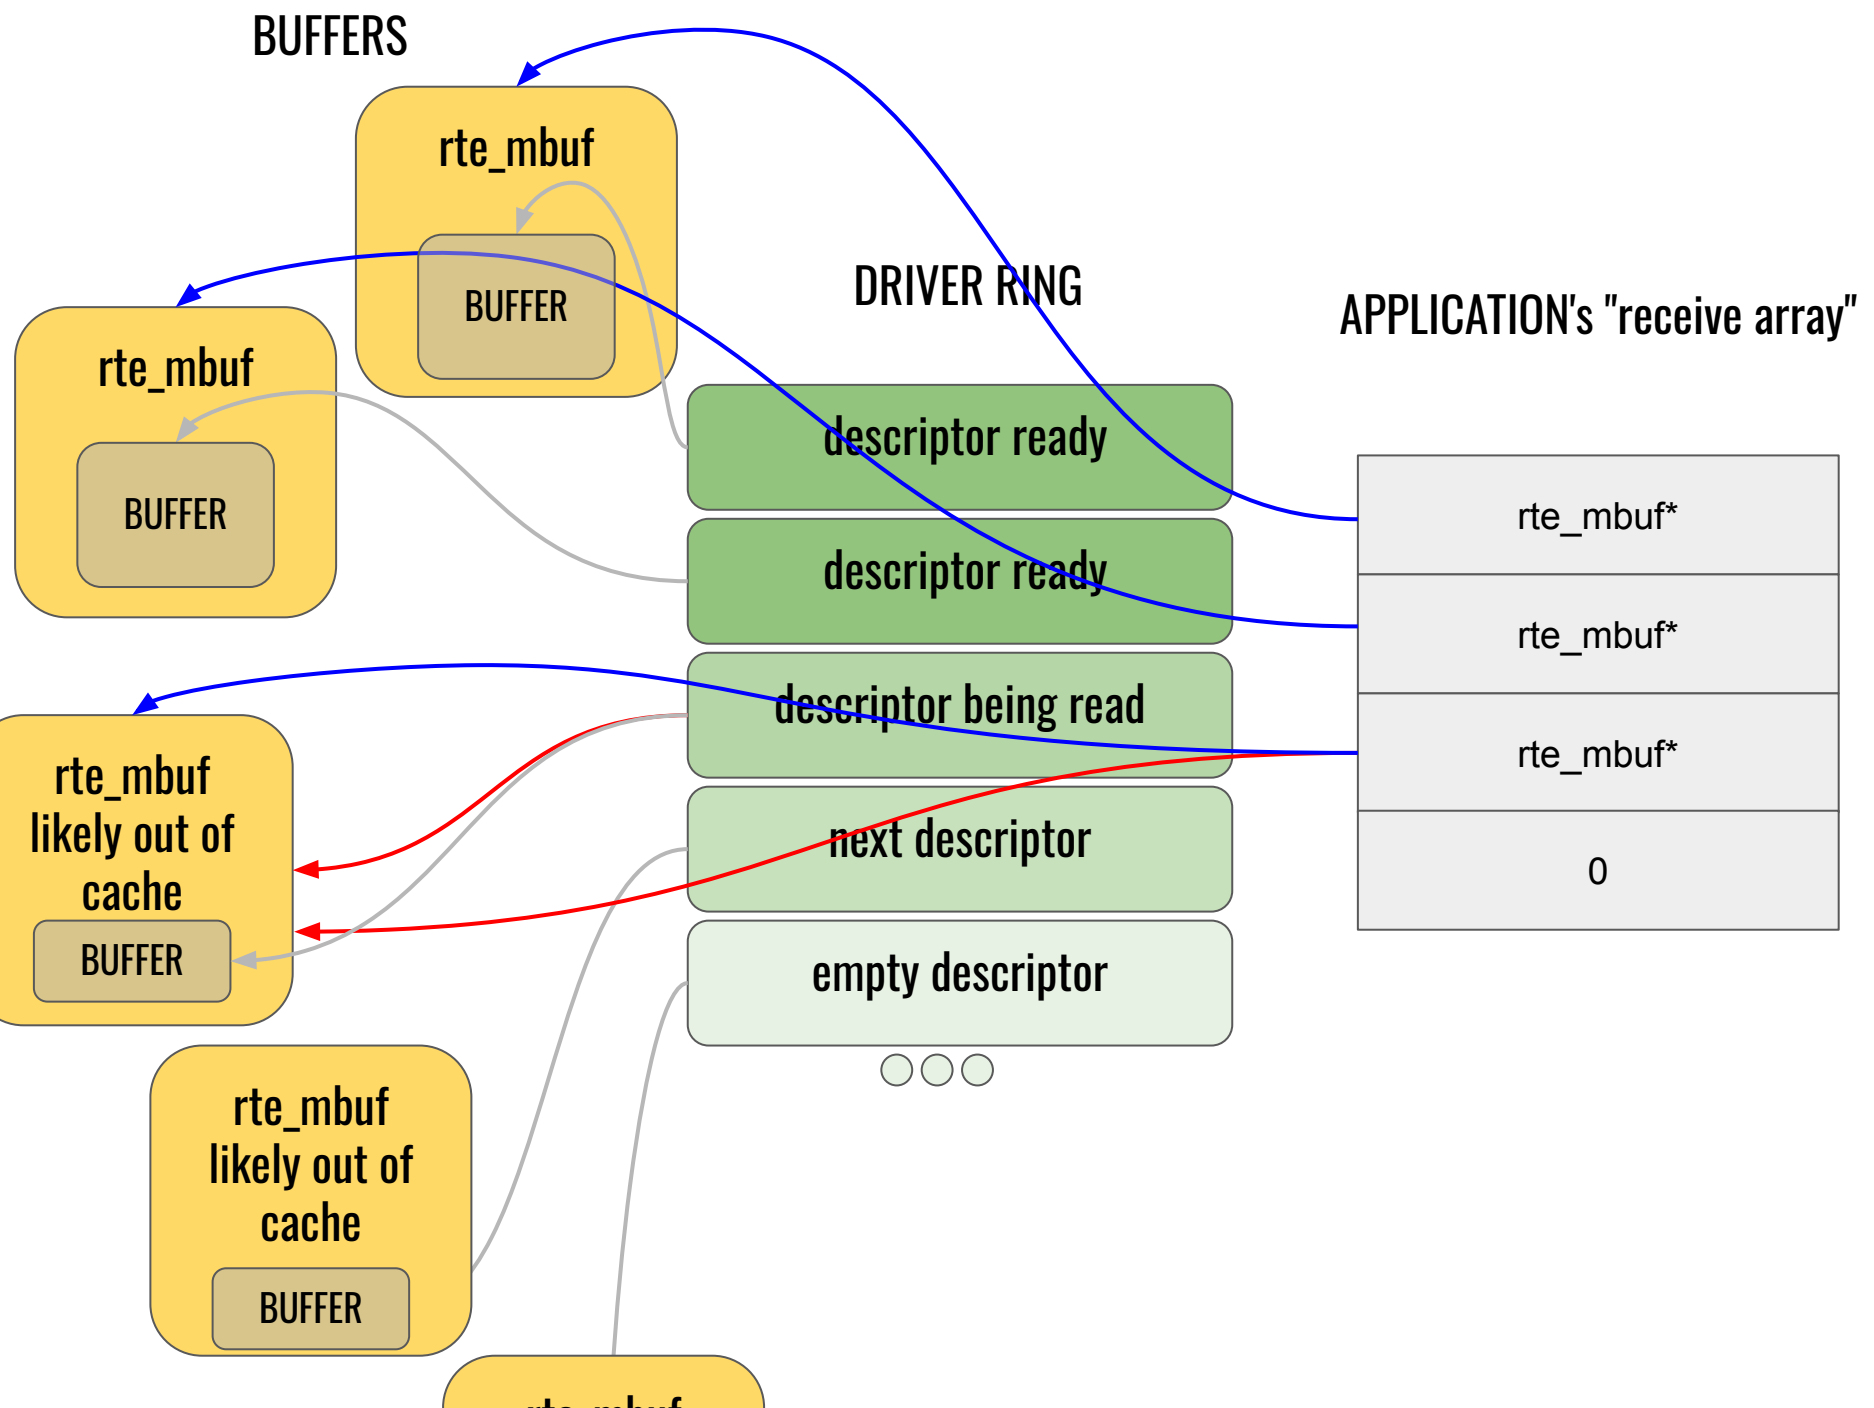 BUFFERS
rte_mbuf
BUFFER
rte_mbuf
BUFFER
rte_mbuf
likely out of
cache
BUFFER
rte_mbuf
likely out of
cache
BUFFER
rte_mbuf
DRIVER RING
descriptor ready
descriptor ready
descriptor being read
next descriptor
empty descriptor
APPLICATION's "receive array"
rte_mbuf*
rte_mbuf*
rte_mbuf*
0